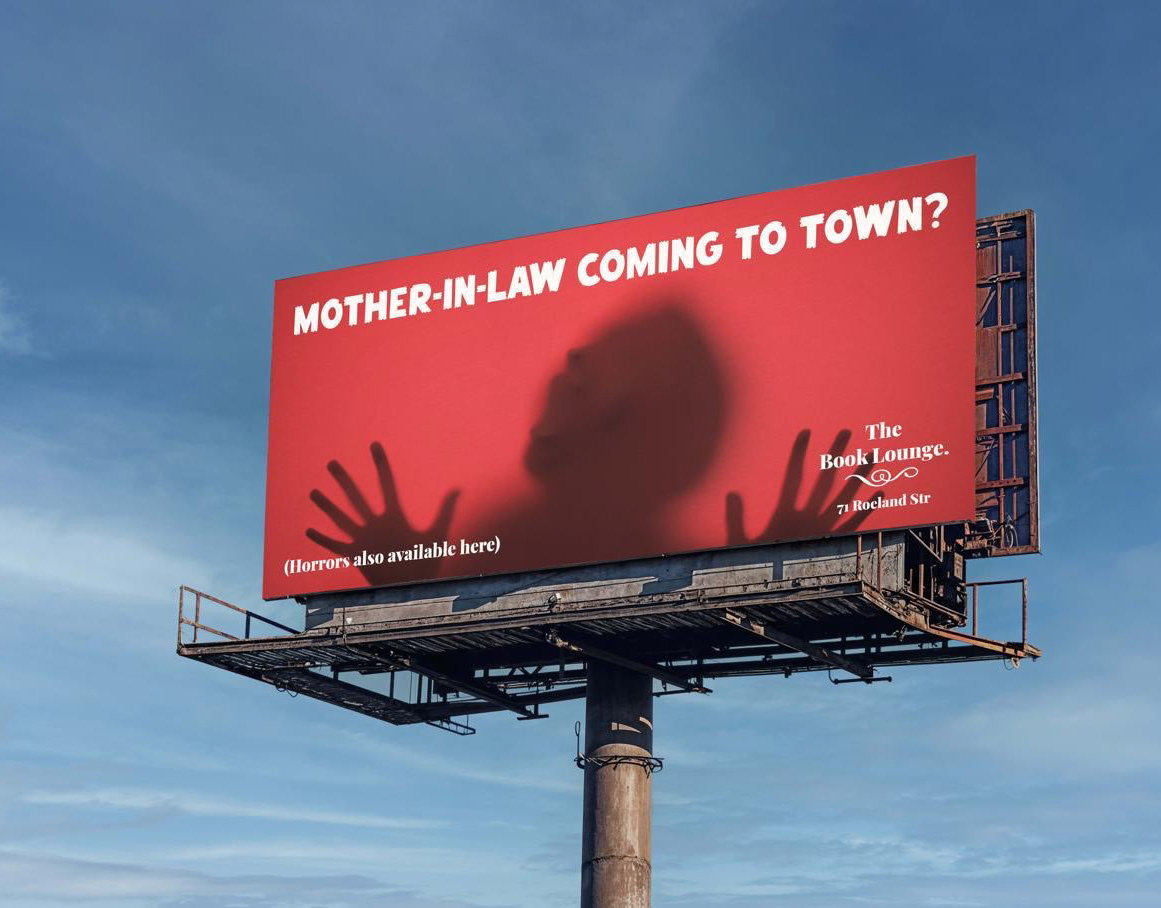 MOTHER-IN-LAW COMING TO TOWN?
The
Book Lounge.
71 Roeland Str
(Horrors also available here)